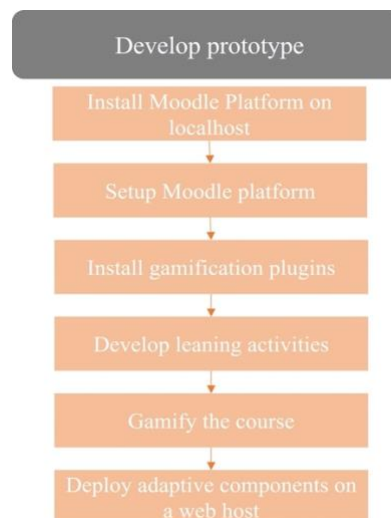 Develop prototype
Install Moodle Platform on
localhost
Setup Moodle platform
Install gamification plugins
Develop leaning activities
Gamify the course
Deploy adaptive components on
a web host